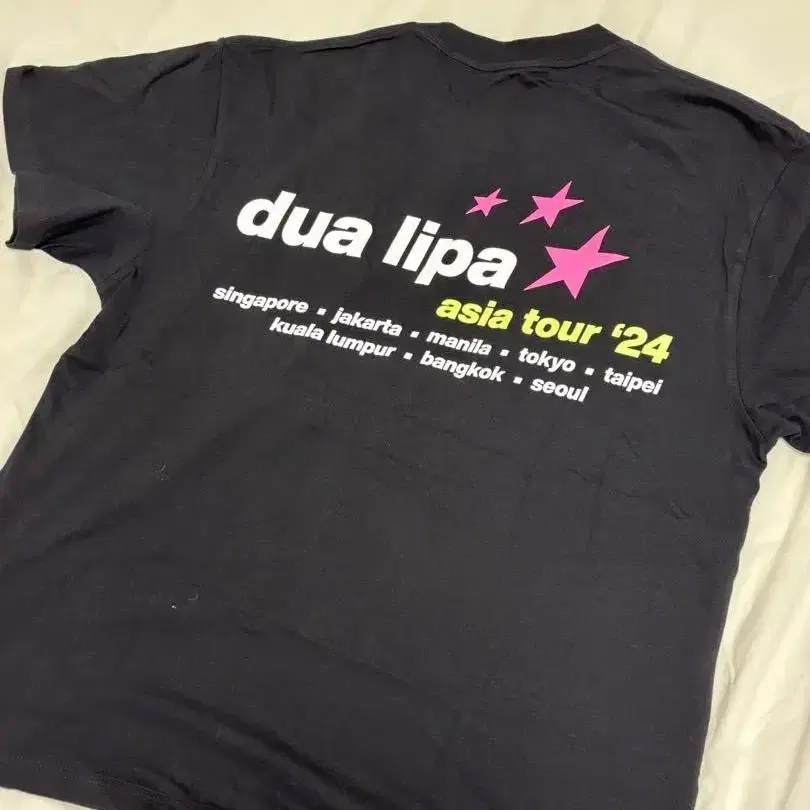 dua lipa
asia tour ‘24
singapore ▪ jakarta ▪ manila ▪ tokyo ▪ taipei
kuala lumpur ▪ bangkok ▪ seoul